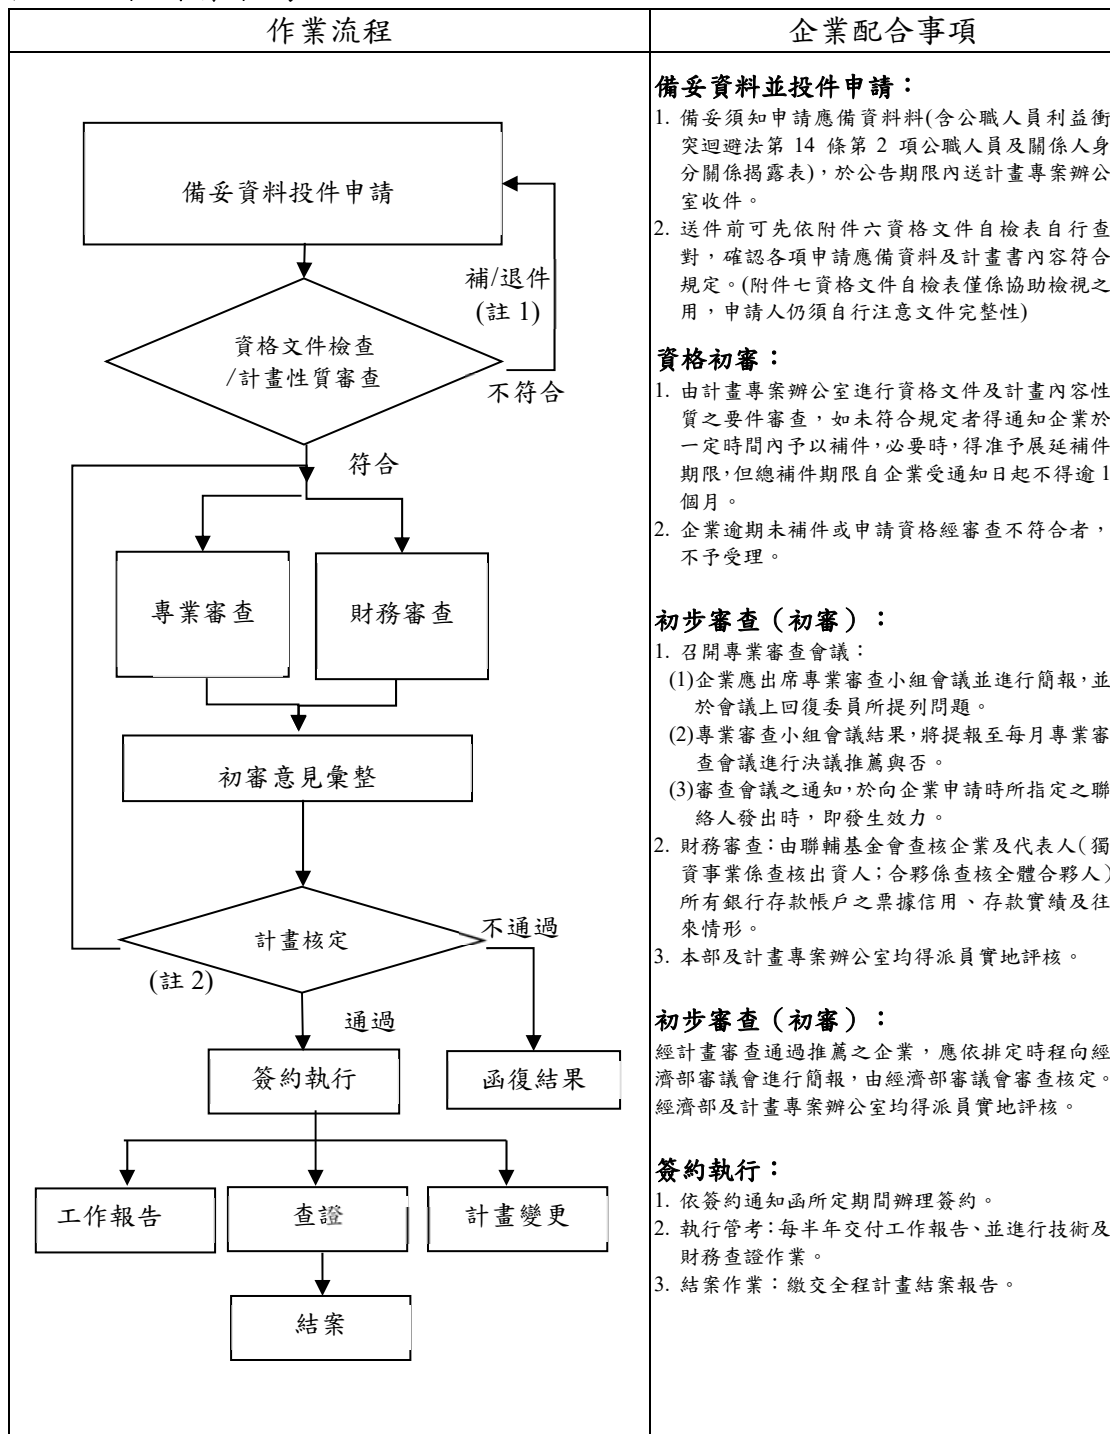 作業流程
企業配合事項
備妥資料投件申請
補/退件
(註 1)
資格文件檢查
/計畫性質審查
不符合
符合
專業審查
財務審查
初審意見彙整
計畫核定
不通過
(註 2)
通過
簽約執行
函復結果
工作報告
查證
計畫變更
結案
備妥資料並投件申請：
1. 備妥須知申請應備資料料(含公職人員利益衝
突迴避法第 14 條第 2 項公職人員及關係人身
分關係揭露表)，於公告期限內送計畫專案辦公
室收件。
2. 送件前可先依附件六資格文件自檢表自行查
對，確認各項申請應備資料及計畫書內容符合
規定。(附件七資格文件自檢表僅係協助檢視之
用，申請人仍須自行注意文件完整性)
資格初審：
1. 由計畫專案辦公室進行資格文件及計畫內容性
質之要件審查，如未符合規定者得通知企業於
一定時間內予以補件，必要時，得准予展延補件
期限，但總補件期限自企業受通知日起不得逾 1
個月。
2. 企業逾期未補件或申請資格經審查不符合者，
不予受理。
初步審查（初審）：
1. 召開專業審查會議：
(1)企業應出席專業審查小組會議並進行簡報，並
於會議上回復委員所提列問題。
(2)專業審查小組會議結果，將提報至每月專業審
查會議進行決議推薦與否。
(3)審查會議之通知，於向企業申請時所指定之聯
絡人發出時，即發生效力。
2. 財務審查：由聯輔基金會查核企業及代表人（獨
資事業係查核出資人；合夥係查核全體合夥人）
所有銀行存款帳戶之票據信用、存款實績及往
來情形。
3. 本部及計畫專案辦公室均得派員實地評核。
初步審查（初審）：
經計畫審查通過推薦之企業，應依排定時程向經
濟部審議會進行簡報，由經濟部審議會審查核定。
經濟部及計畫專案辦公室均得派員實地評核。
簽約執行：
1. 依簽約通知函所定期間辦理簽約。
2. 執行管考：每半年交付工作報告、並進行技術及
財務查證作業。
3. 結案作業：繳交全程計畫結案報告。